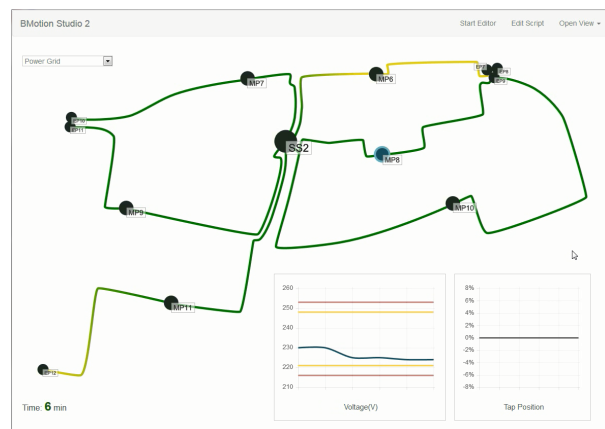 BMotion Studio 2
Start Editor Edit Script Open View
Power Grid
MP7
MP6
EP10
EP11
SS2
MP8
MP9
MP10
MP11
Time: 6 min
260
250
240
230
220
210
Voltage(V)
8%
6%
4%
2%
0%
-2%
-4%
-6%
-8%
Tap Position